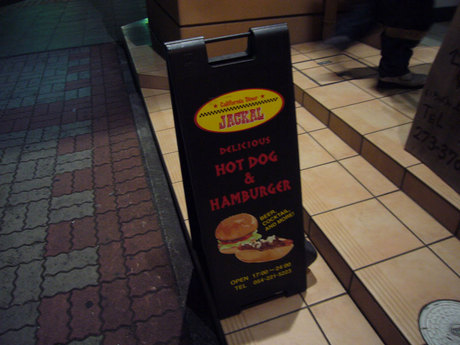 California Diner
JACKAL
DELICIOUS
HOT DOG
&
HAMBURGER
BEER,
COCKTAIL,
AND MORE!
OPEN 17:00～24:00
TEL 054-221-5222